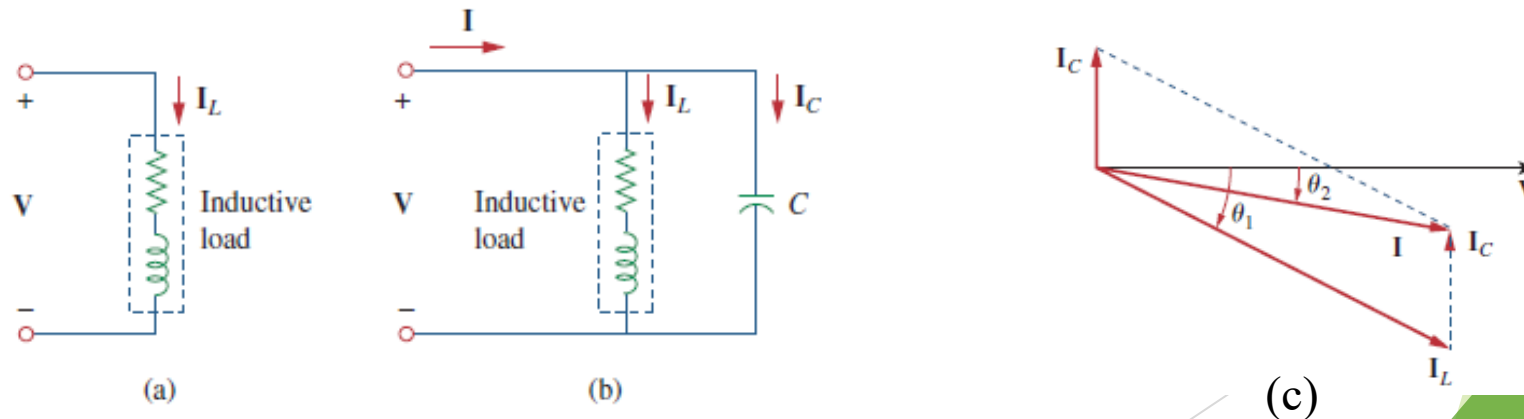 I
I_L
+
V
Inductive
load
−
(a)
+
I_L
I_C
V
Inductive
load
C
−
(b)
I_C
θ_2
V
θ_1
I
I_C
I_L
(c)